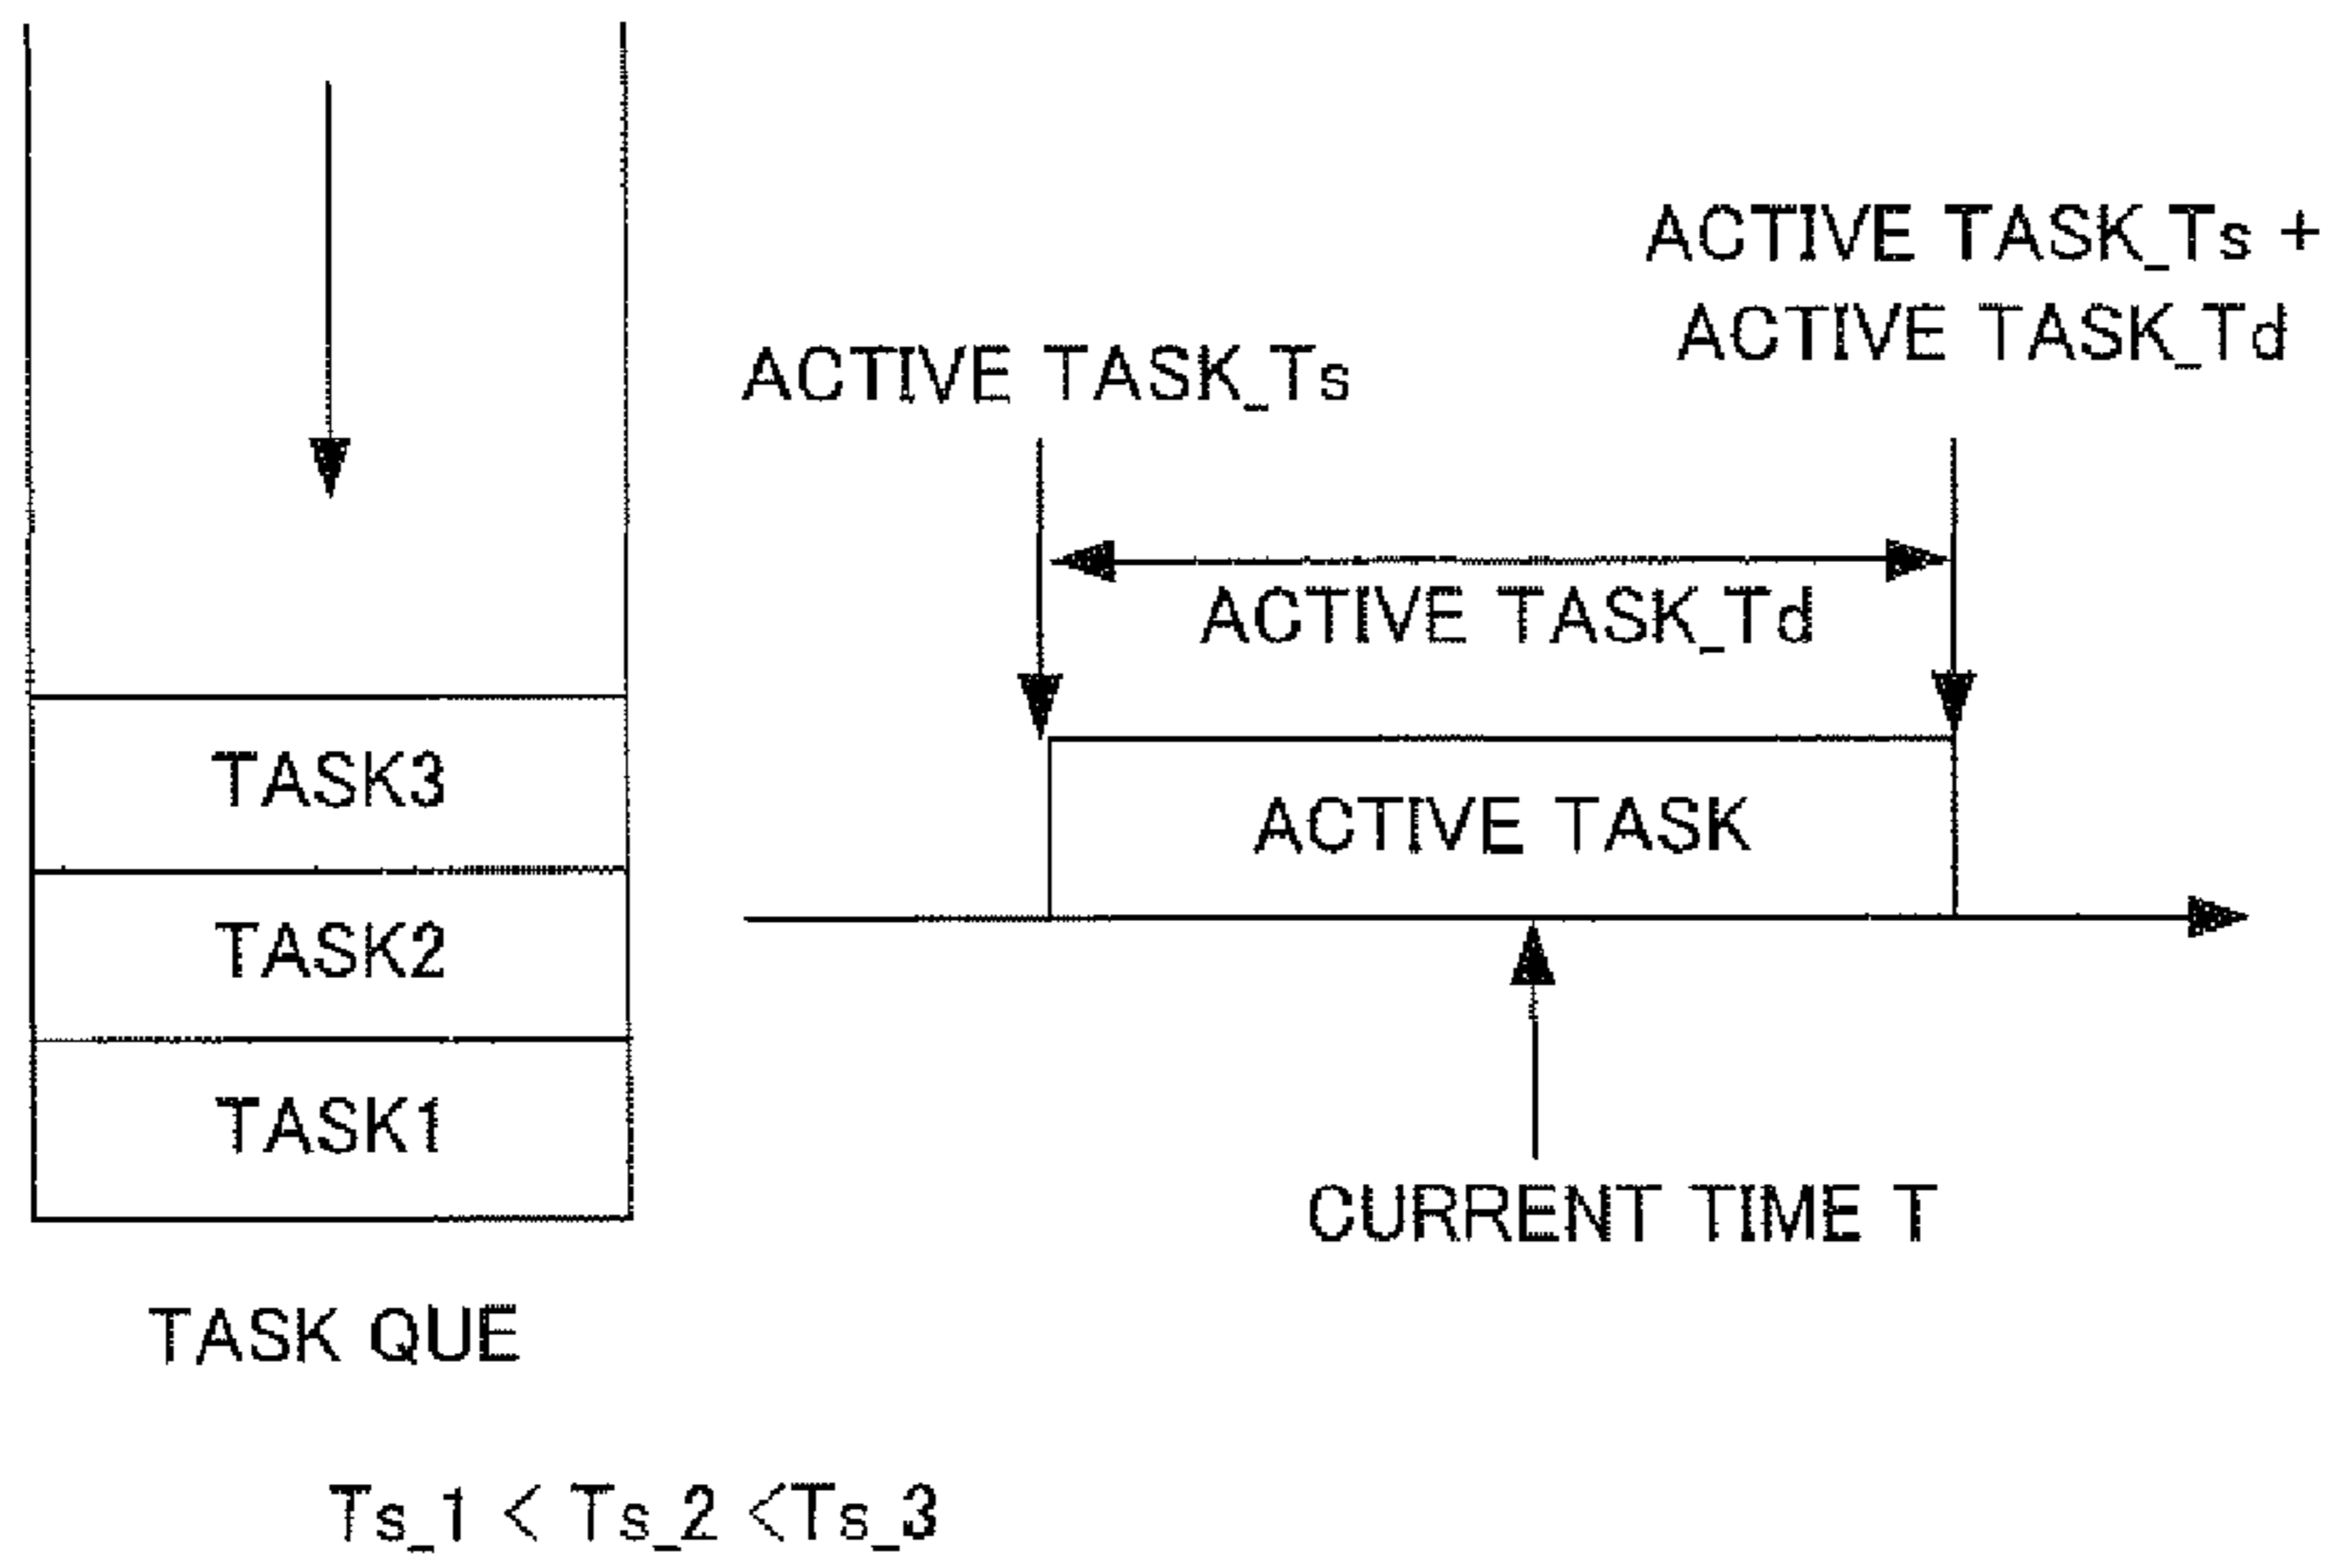 ACTIVE TASK_Ts +
ACTIVE TASK_Td
ACTIVE TASK_Ts
ACTIVE TASK_Td
TASK3
ACTIVE TASK
TASK2
TASK1
CURRENT TIME T
TASK QUE
Ts_1 < Ts_2 <Ts_3